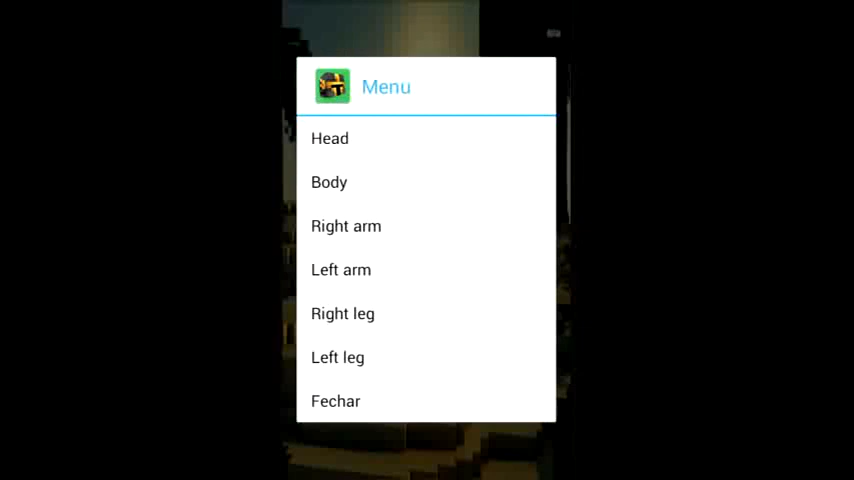 Menu
Head
Body
Right arm
Left arm
Right leg
Left leg
Fechar